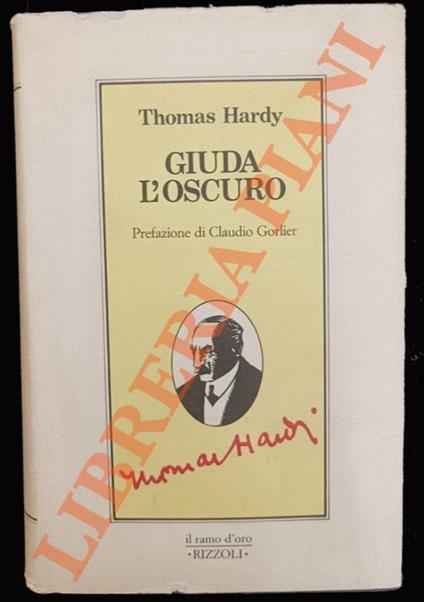 Thomas Hardy
GIUDA
L'OSCURO
Prefazione di Claudio Gorlier
Thomas Hardy
il ramo d'oro
• RIZZOLI •
LIBRERIA PIANI